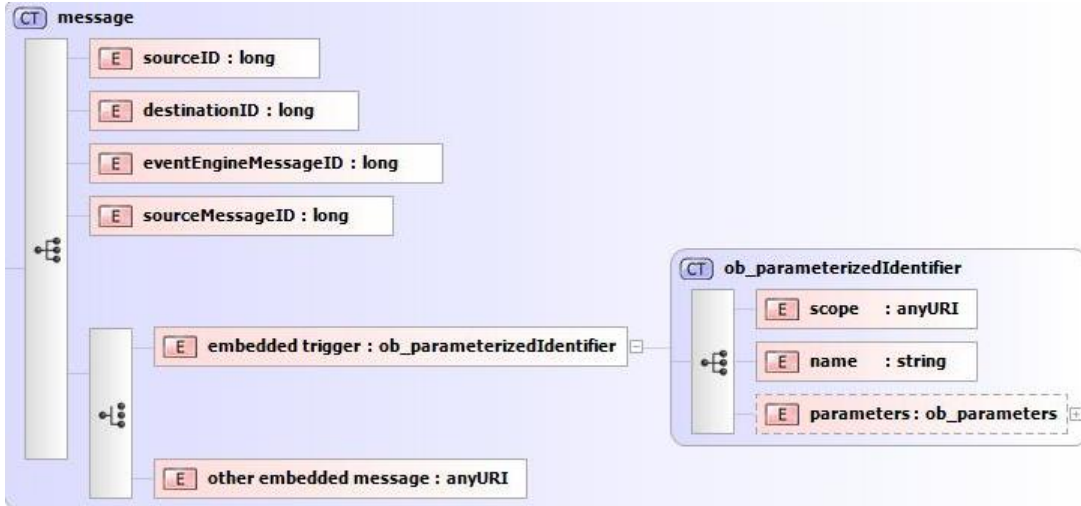 CT message
E sourceID : long
E destinationID : long
E eventEngineMessageID : long
E sourceMessageID : long
CT ob_parameterizedIdentifier
E scope : anyURI
E embedded trigger : ob_parameterizedIdentifier
E name : string
E parameters : ob_parameters
E other embedded message : anyURI